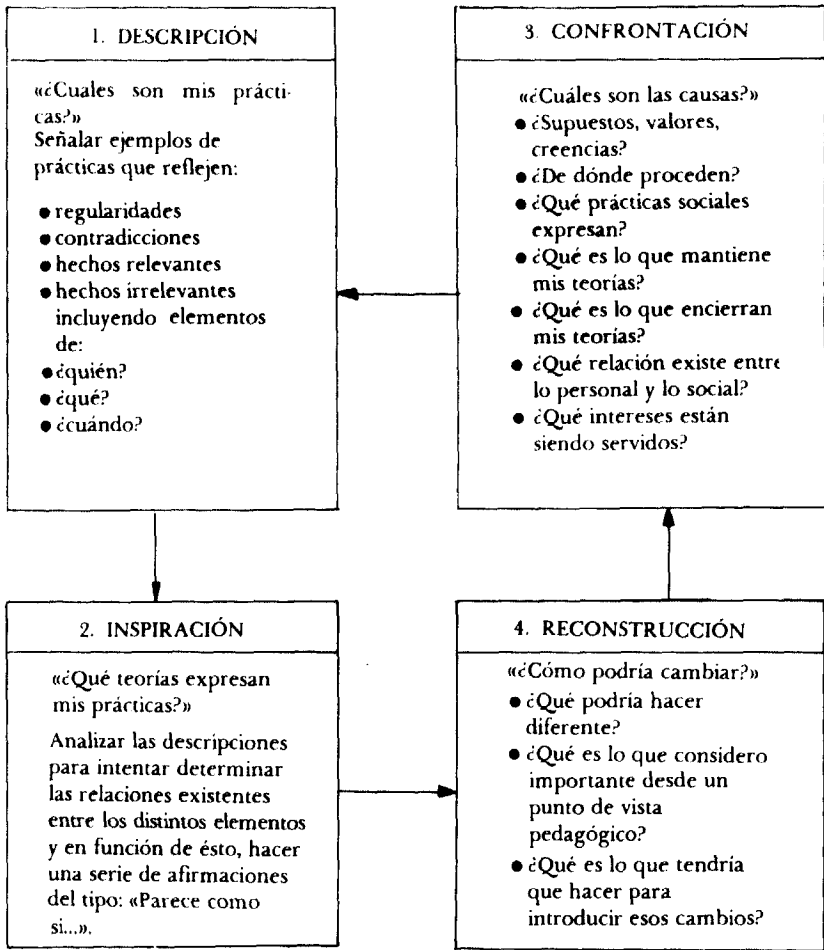 1. DESCRIPCIÓN
«¿Cuales son mis prácti-
cas?»
Señalar ejemplos de
prácticas que reflejen:
● regularidades
● contradicciones
● hechos relevantes
● hechos irrelevantes
incluyendo elementos
de:
● ¿quién?
● ¿qué?
● ¿cuándo?
2. INSPIRACIÓN
«¿Qué teorías expresan
mis prácticas?»
Analizar las descripciones
para intentar determinar
las relaciones existentes
entre los distintos elementos
y en función de ésto, hacer
una serie de afirmaciones
del tipo: «Parece como
si...».
3. CONFRONTACIÓN
«¿Cuáles son las causas?»
● ¿Supuestos, valores,
creencias?
● ¿De dónde proceden?
● ¿Qué prácticas sociales
expresan?
● ¿Qué es lo que mantiene
mis teorías?
● ¿Qué es lo que encierran
mis teorías?
● ¿Qué relación existe entre
lo personal y lo social?
● ¿Qué intereses están
siendo servidos?
4. RECONSTRUCCIÓN
«¿Cómo podría cambiar?»
● ¿Qué podría hacer
diferente?
● ¿Qué es lo que considero
importante desde un
punto de vista
pedagógico?
● ¿Qué es lo que tendría
que hacer para
introducir esos cambios?